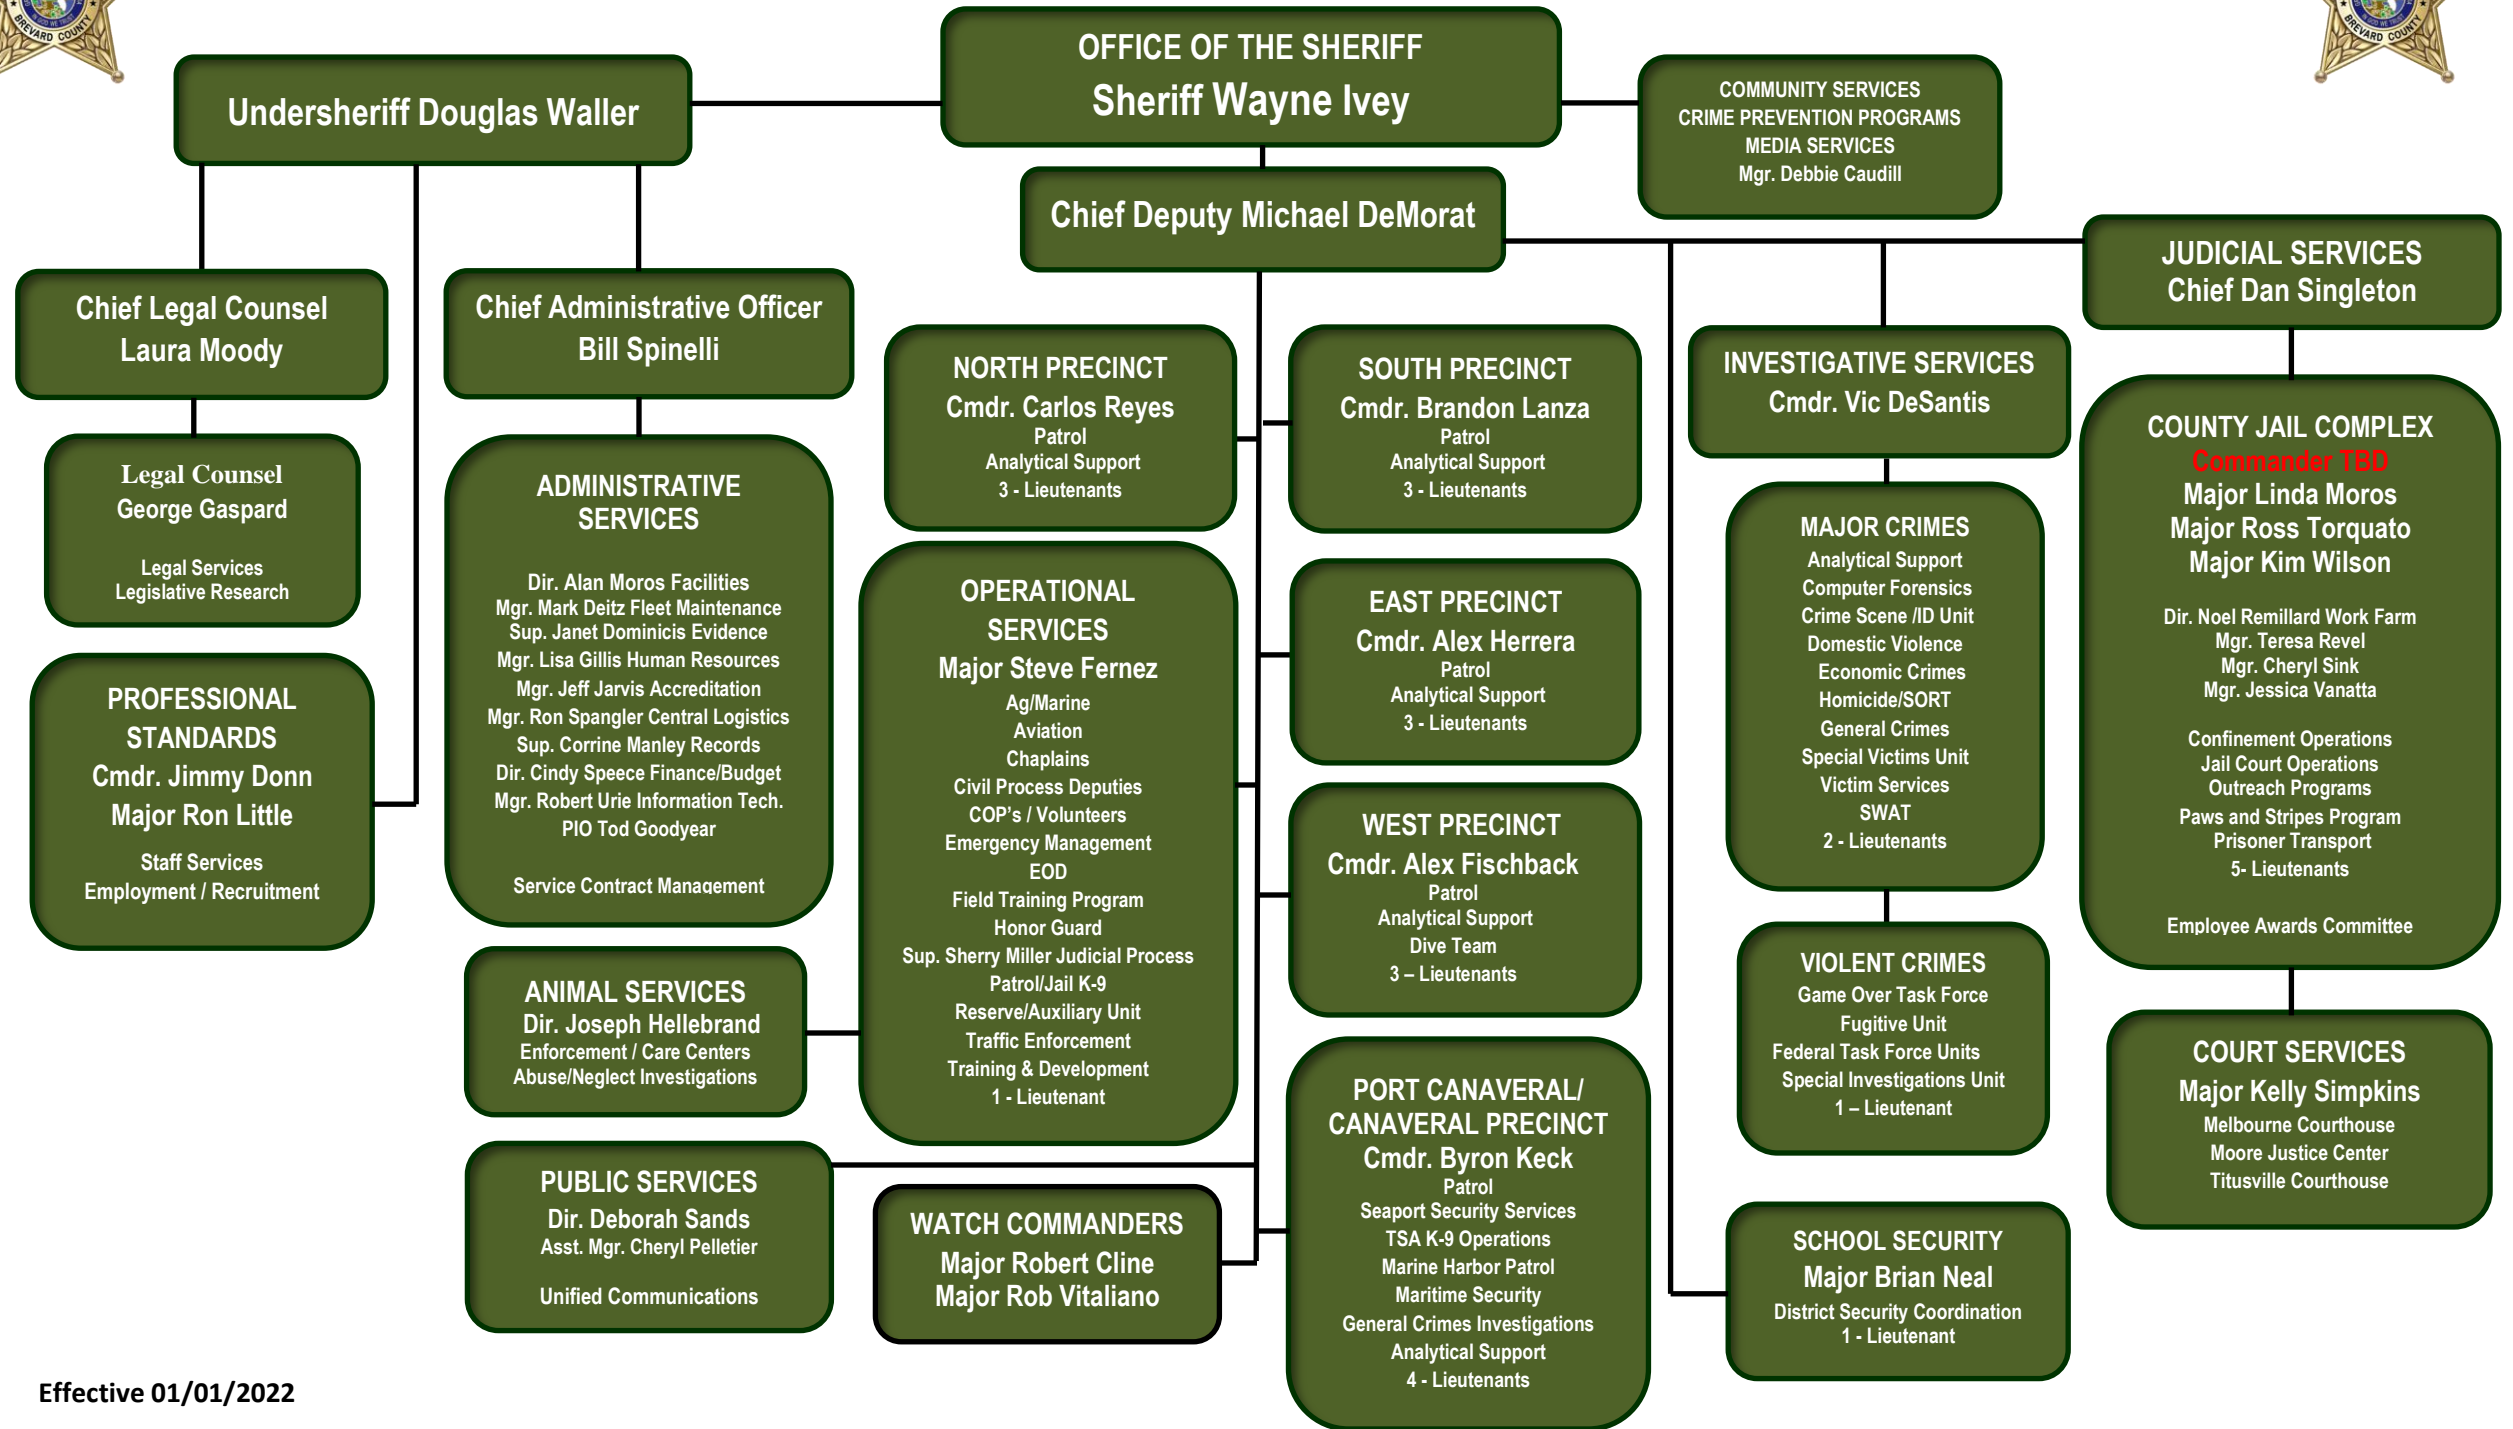 BREVARD COUNTY
BREVARD COUNTY
OFFICE OF THE SHERIFF
Sheriff Wayne Ivey
Undersheriff Douglas Waller
COMMUNITY SERVICES
CRIME PREVENTION PROGRAMS
MEDIA SERVICES
Mgr. Debbie Caudill
Chief Deputy Michael DeMorat
JUDICIAL SERVICES
Chief Dan Singleton
Chief Legal Counsel
Laura Moody
Chief Administrative Officer
Bill Spinelli
NORTH PRECINCT
Cmdr. Carlos Reyes
Patrol
Analytical Support
3 - Lieutenants
SOUTH PRECINCT
Cmdr. Brandon Lanza
Patrol
Analytical Support
3 - Lieutenants
INVESTIGATIVE SERVICES
Cmdr. Vic DeSantis
COUNTY JAIL COMPLEX
Commander TBD
Major Linda Moros
Major Ross Torquato
Major Kim Wilson
Dir. Noel Remillard Work Farm
Mgr. Teresa Revel
Mgr. Cheryl Sink
Mgr. Jessica Vanatta
Confinement Operations
Jail Court Operations
Outreach Programs
Paws and Stripes Program
Prisoner Transport
5- Lieutenants
Employee Awards Committee
Legal Counsel
George Gaspard
Legal Services
Legislative Research
ADMINISTRATIVE
SERVICES
Dir. Alan Moros Facilities
Mgr. Mark Deitz Fleet Maintenance
Sup. Janet Dominicis Evidence
Mgr. Lisa Gillis Human Resources
Mgr. Jeff Jarvis Accreditation
Mgr. Ron Spangler Central Logistics
Sup. Corrine Manley Records
Dir. Cindy Speece Finance/Budget
Mgr. Robert Urie Information Tech.
PIO Tod Goodyear
Service Contract Management
MAJOR CRIMES
Analytical Support
Computer Forensics
Crime Scene /ID Unit
Domestic Violence
Economic Crimes
Homicide/SORT
General Crimes
Special Victims Unit
Victim Services
SWAT
2 - Lieutenants
OPERATIONAL
SERVICES
Major Steve Fernez
Ag/Marine
Aviation
Chaplains
Civil Process Deputies
COP's / Volunteers
Emergency Management
EOD
Field Training Program
Honor Guard
Sup. Sherry Miller Judicial Process
Patrol/Jail K-9
Reserve/Auxiliary Unit
Traffic Enforcement
Training & Development
1 - Lieutenant
EAST PRECINCT
Cmdr. Alex Herrera
Patrol
Analytical Support
3 - Lieutenants
PROFESSIONAL
STANDARDS
Cmdr. Jimmy Donn
Major Ron Little
Staff Services
Employment / Recruitment
WEST PRECINCT
Cmdr. Alex Fischback
Patrol
Analytical Support
Dive Team
3 – Lieutenants
VIOLENT CRIMES
Game Over Task Force
Fugitive Unit
Federal Task Force Units
Special Investigations Unit
1 – Lieutenant
ANIMAL SERVICES
Dir. Joseph Hellebrand
Enforcement / Care Centers
Abuse/Neglect Investigations
COURT SERVICES
Major Kelly Simpkins
Melbourne Courthouse
Moore Justice Center
Titusville Courthouse
PORT CANAVERAL/
CANAVERAL PRECINCT
Cmdr. Byron Keck
Patrol
Seaport Security Services
TSA K-9 Operations
Marine Harbor Patrol
Maritime Security
General Crimes Investigations
Analytical Support
4 - Lieutenants
PUBLIC SERVICES
Dir. Deborah Sands
Asst. Mgr. Cheryl Pelletier
Unified Communications
WATCH COMMANDERS
Major Robert Cline
Major Rob Vitaliano
SCHOOL SECURITY
Major Brian Neal
District Security Coordination
1 - Lieutenant
Effective 01/01/2022